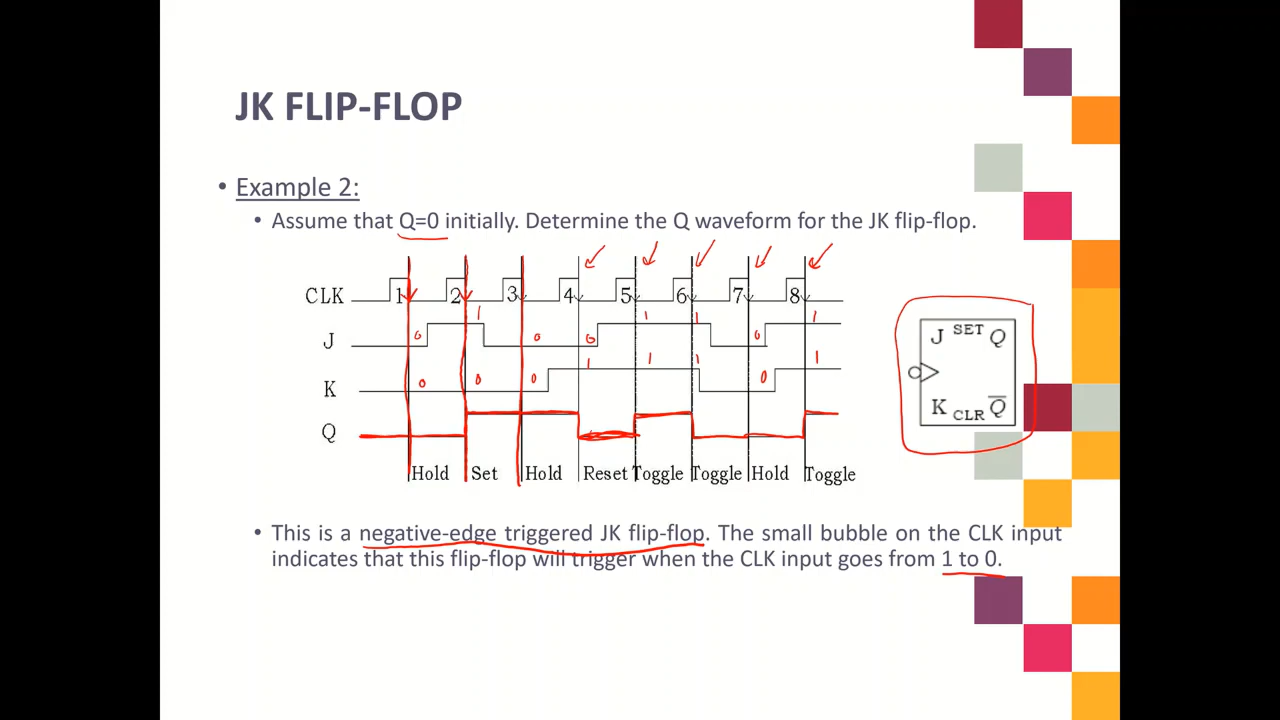 JK FLIP-FLOP
• Example 2:
• Assume that Q=0 initially. Determine the Q waveform for the JK flip-flop.
CLK 1 2 3 4 5 6 7 8
J 0 1 0 0 1 1 0 1
K 0 0 0 1 1 1 0 1
Q
Hold Set Hold Reset Toggle Toggle Hold Toggle
J SET Q
K CLR Q̅
• This is a negative-edge triggered JK flip-flop. The small bubble on the CLK input
indicates that this flip-flop will trigger when the CLK input goes from 1 to 0.